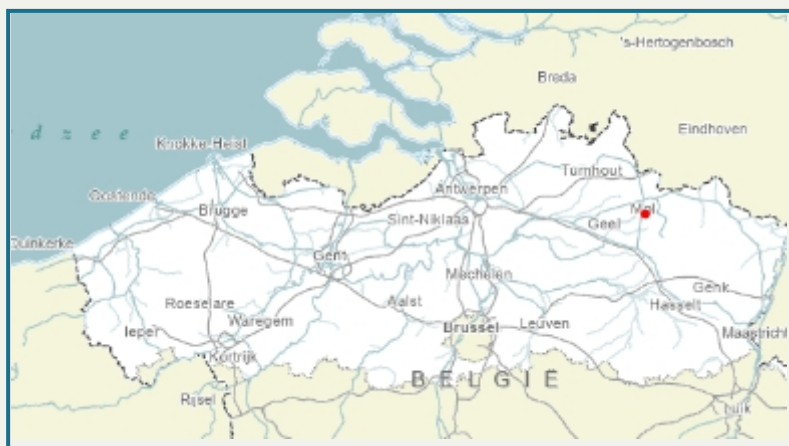 's-Hertogenbosch
Breda
Eindhoven
d z e e
Knokke-Heist
Turnhout
Antwerpen
Oostende
Mol
Brugge
Sint-Niklaas
Geel
Duinkerke
Gent
Mechelen
Genk
Roeselare
Aalst
Hasselt
Waregem
Ieper
Brussel
Leuven
Maastricht
Kortrijk
BELGIË
Rijsel
Luik